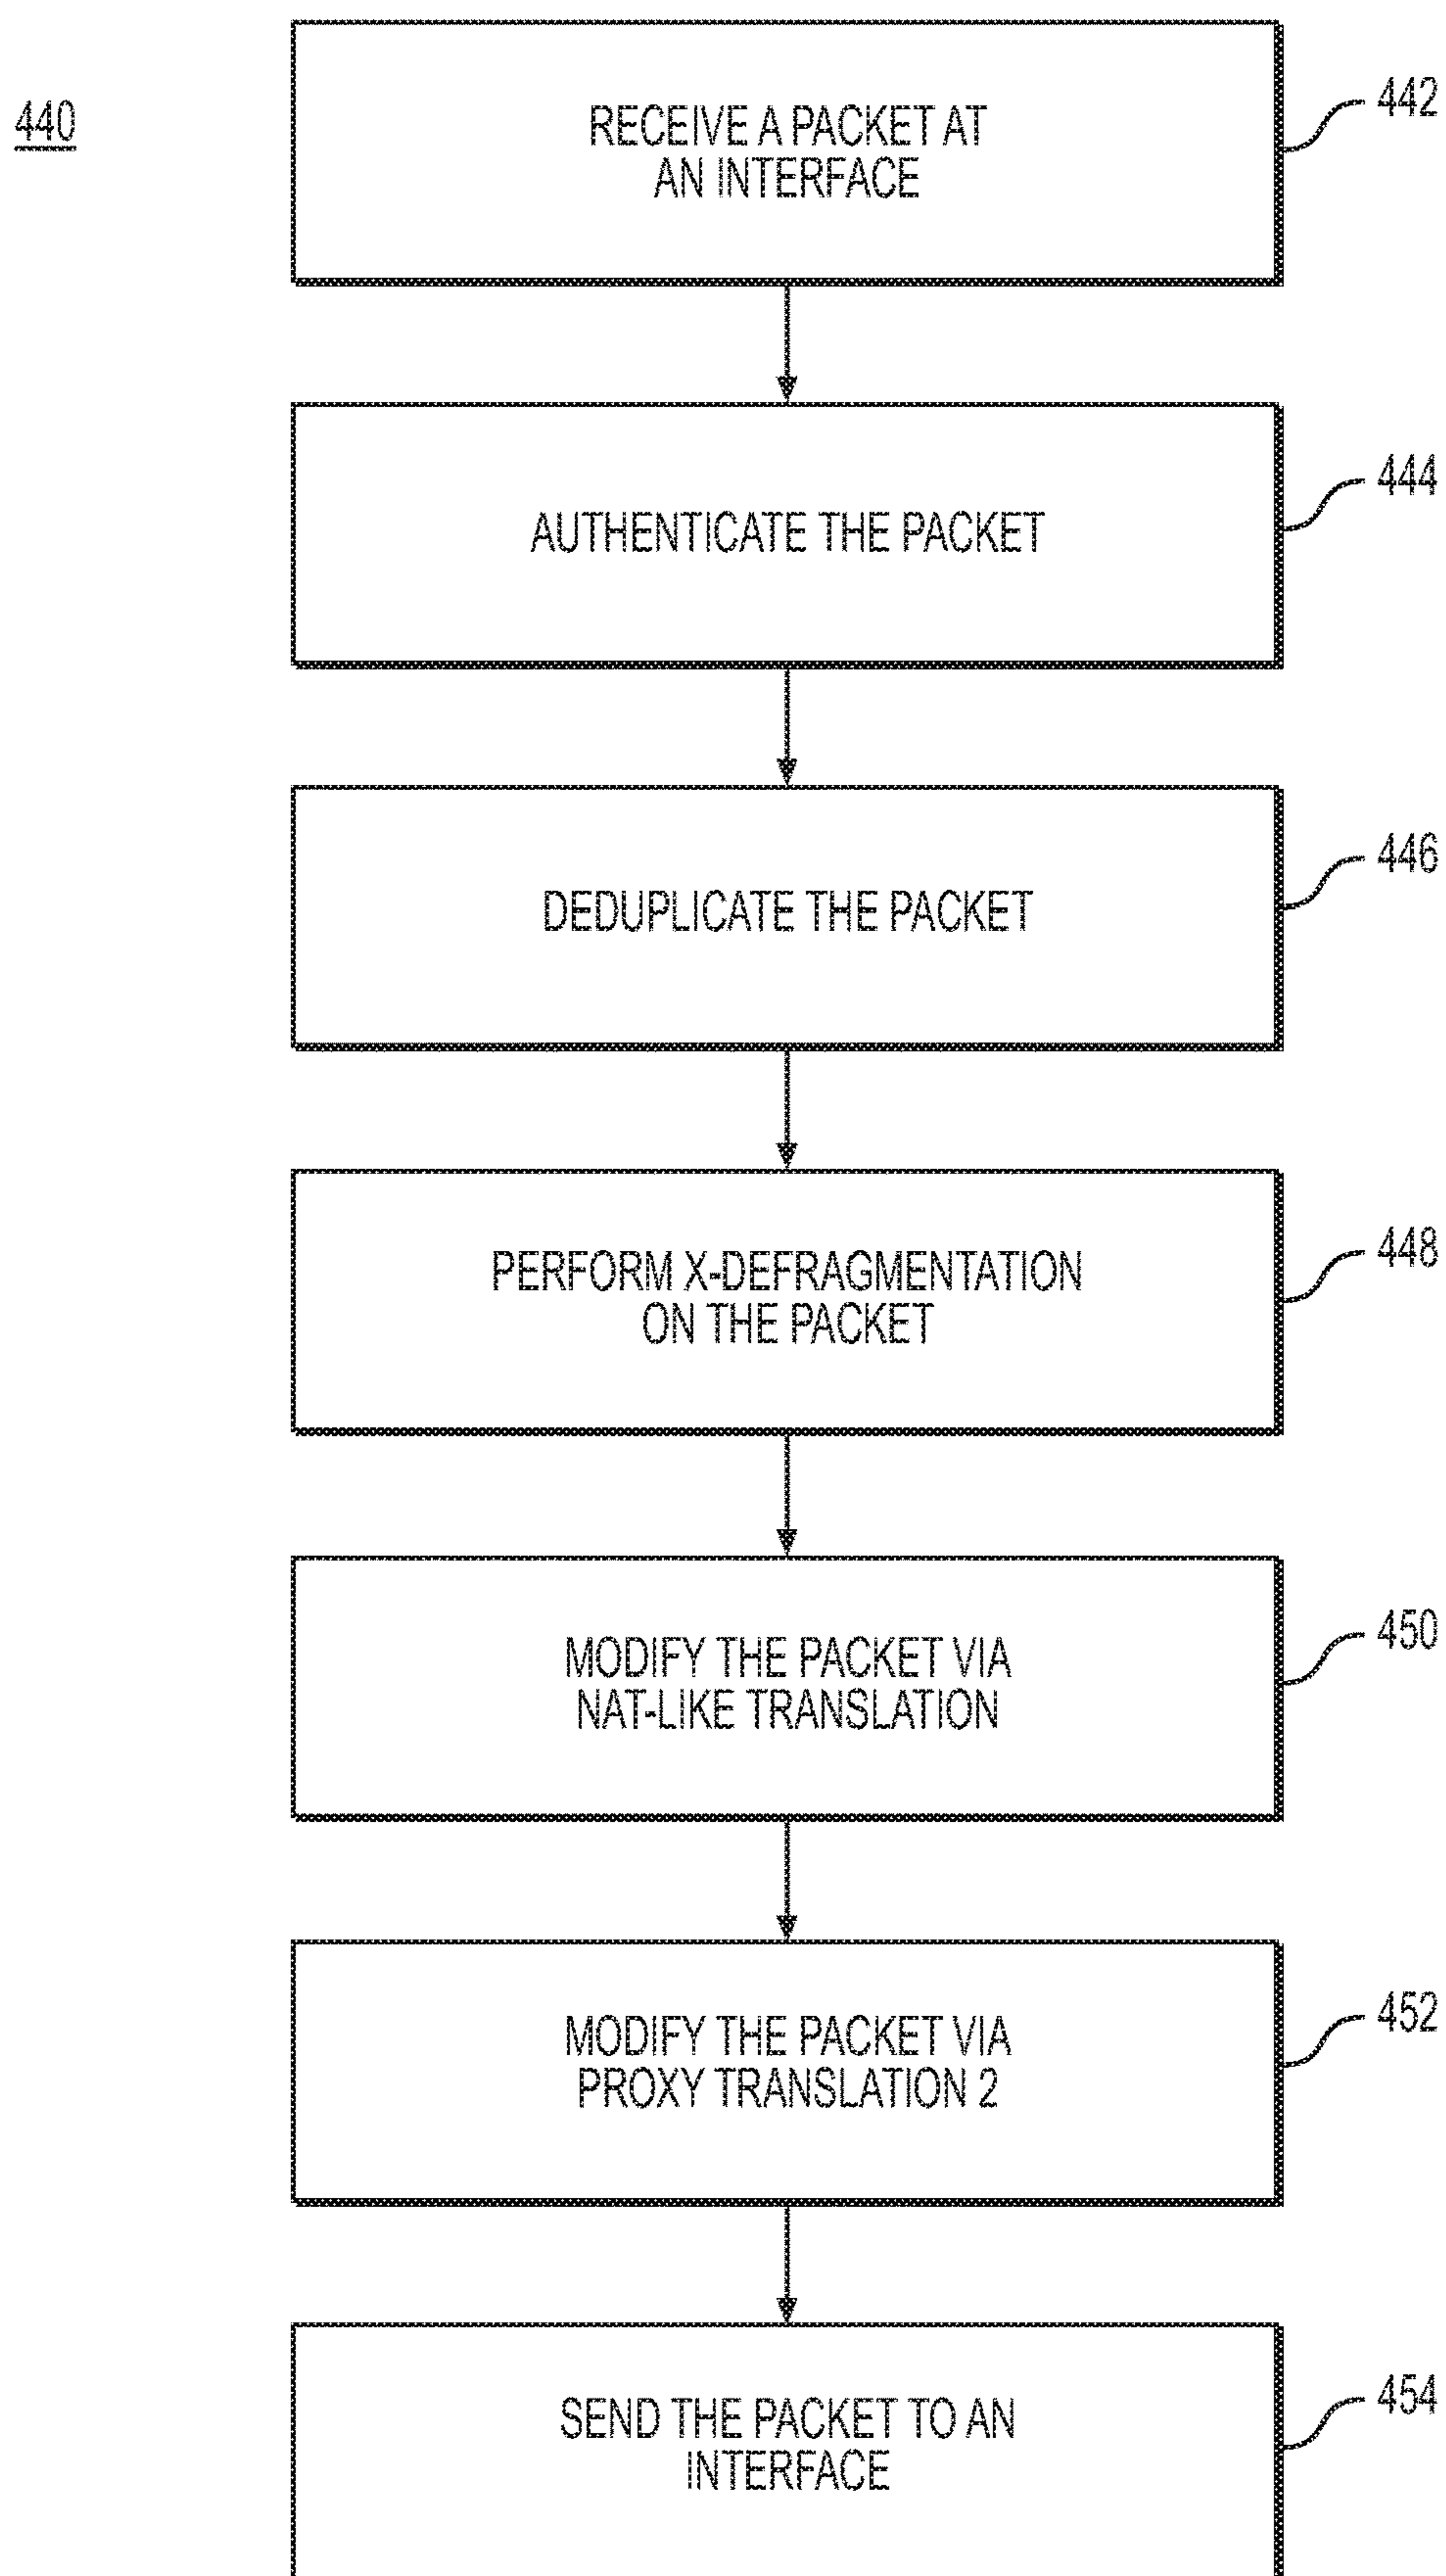 440
RECEIVE A PACKET AT
AN INTERFACE
442
AUTHENTICATE THE PACKET
444
DEDUPLICATE THE PACKET
446
PERFORM X-DEFRAGMENTATION
ON THE PACKET
448
MODIFY THE PACKET VIA
NAT-LIKE TRANSLATION
450
MODIFY THE PACKET VIA
PROXY TRANSLATION 2
452
SEND THE PACKET TO AN
INTERFACE
454